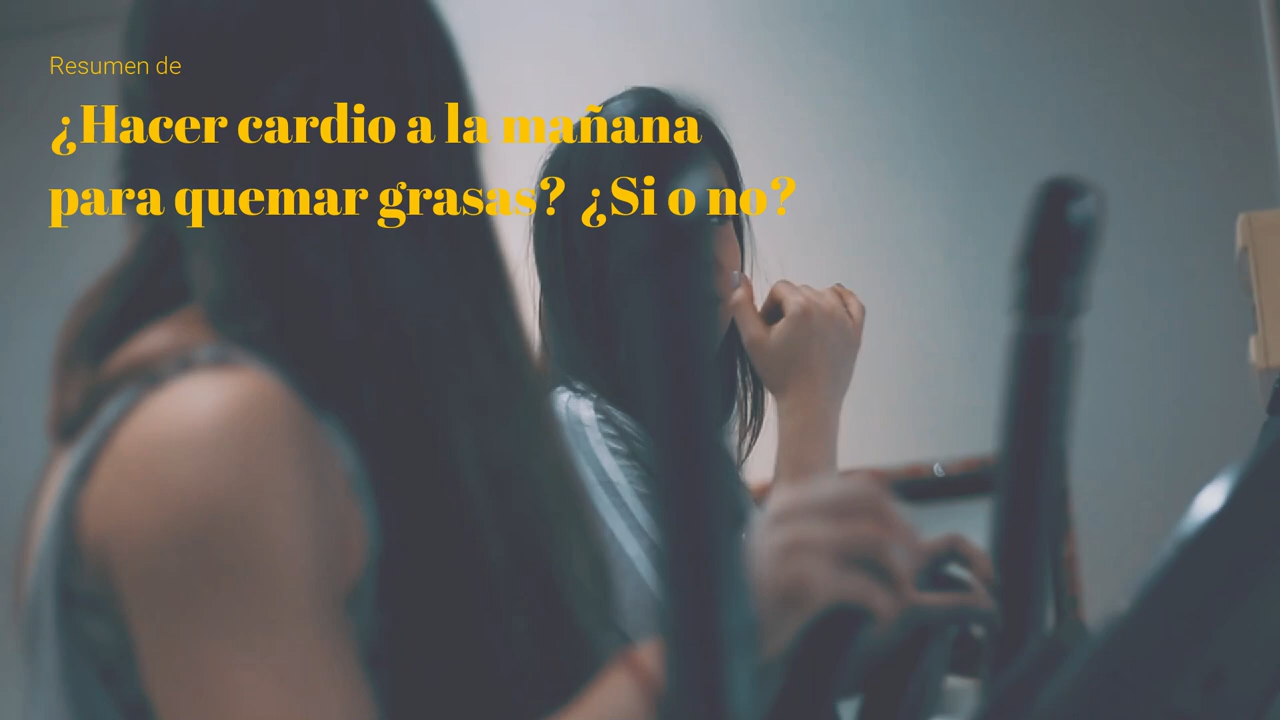 Resumen de
¿Hacer cardio a la mañana
para quemar grasas? ¿Si o no?